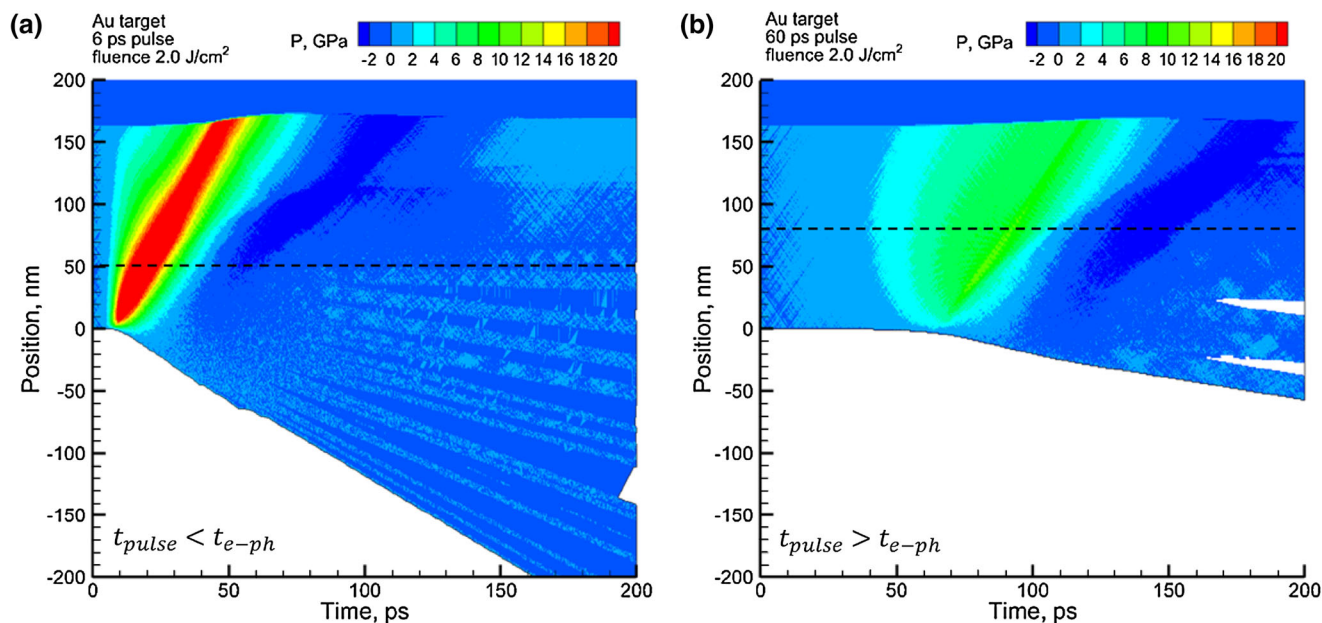 (a)
Au target
6 ps pulse
fluence 2.0 J/cm²
P, GPa
-2 0 2 4 6 8 10 12 14 16 18 20
Position, nm
200
150
100
50
0
-50
-100
-150
-200
t_pulse < t_e-ph
0 50 100 150 200
Time, ps
(b)
Au target
60 ps pulse
fluence 2.0 J/cm²
P, GPa
-2 0 2 4 6 8 10 12 14 16 18 20
Position, nm
200
150
100
50
0
-50
-100
-150
-200
t_pulse > t_e-ph
0 50 100 150 200
Time, ps